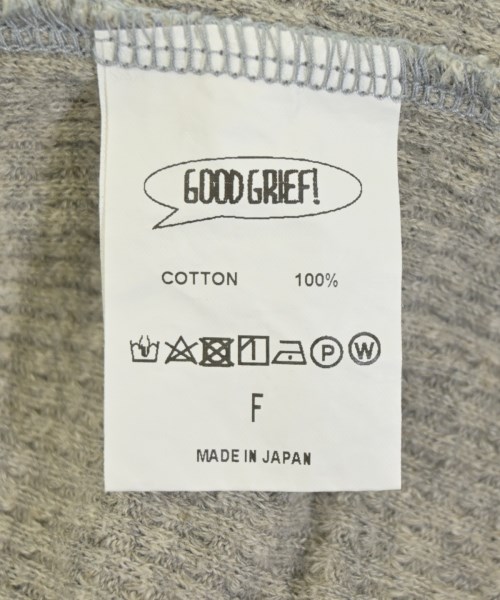 GOOD GRIEF!
COTTON 100%
P W
F
MADE IN JAPAN